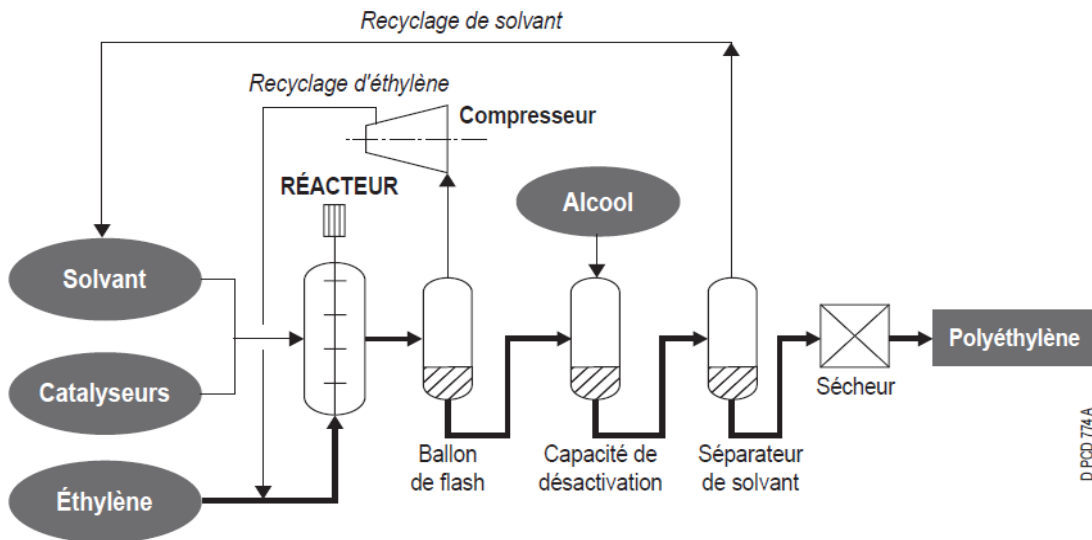 Recyclage de solvant
Recyclage d'éthylène
Compresseur
RÉACTEUR
Alcool
Solvant
Catalyseurs
Éthylène
Ballon
de flash
Capacité de
désactivation
Séparateur
de solvant
Sécheur
Polyéthylène
D PCD 774 A